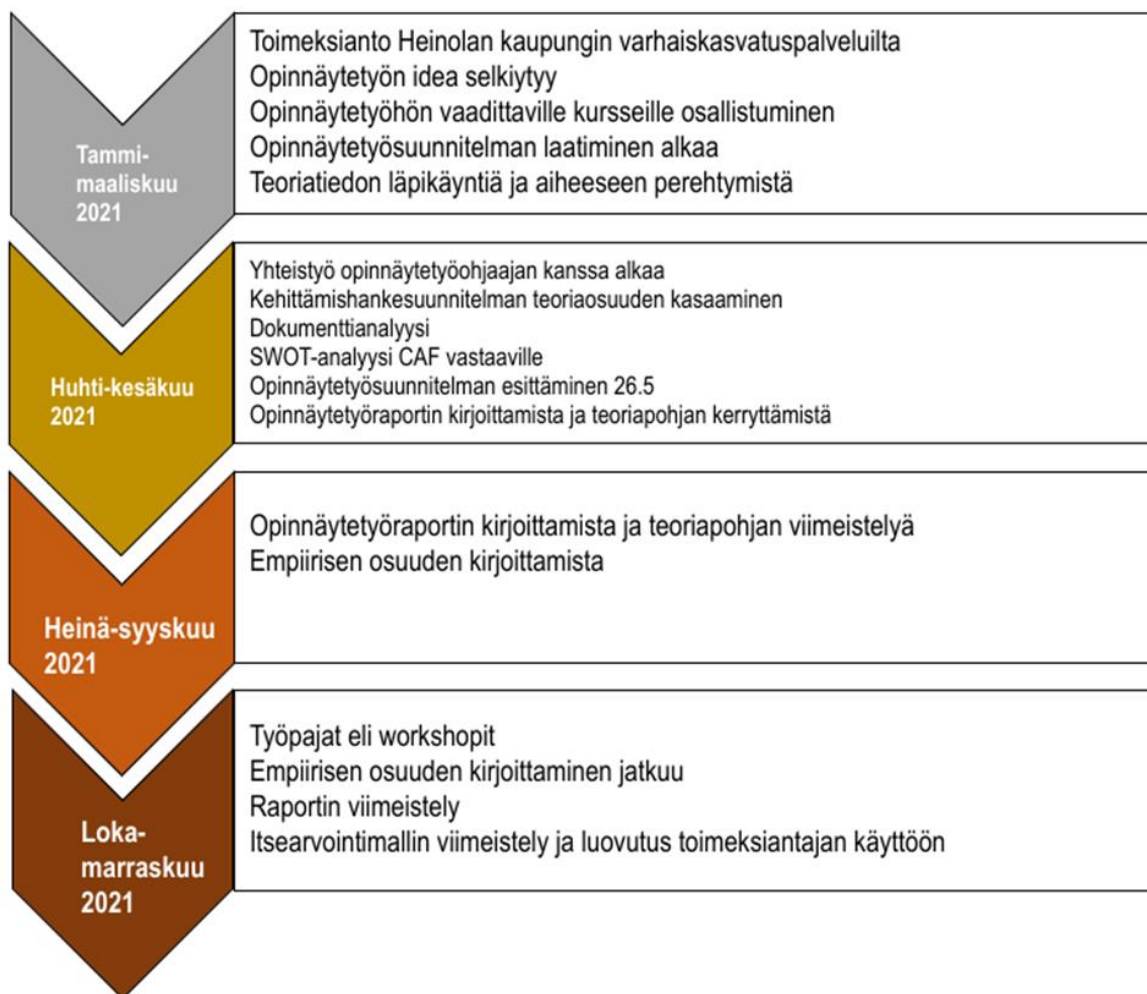 Tammi-
maaliskuu
2021
Toimeksianto Heinolan kaupungin varhaiskasvatuspalveluilta
Opinnäytetyön idea selkiytyy
Opinnäytetyöhön vaadittaville kursseille osallistuminen
Opinnäytetyösuunnitelman laatiminen alkaa
Teoriatiedon läpikäyntiä ja aiheeseen perehtymistä
Huhti-kesäkuu
2021
Yhteistyö opinnäytetyöohjaajan kanssa alkaa
Kehittämishankesuunnitelman teoriaosuuden kasaaminen
Dokumenttianalyysi
SWOT-analyysi CAF vastaaville
Opinnäytetyösuunnitelman esittäminen 26.5
Opinnäytetyöraportin kirjoittamista ja teoriapohjan kerryttämistä
Heinä-syyskuu
2021
Opinnäytetyöraportin kirjoittamista ja teoriapohjan viimeistelyä
Empiirisen osuuden kirjoittamista
Loka-
marraskuu
2021
Työpajat eli workshopit
Empiirisen osuuden kirjoittaminen jatkuu
Raportin viimeistely
Itsearvointimallin viimeistely ja luovutus toimeksiantajan käyttöön